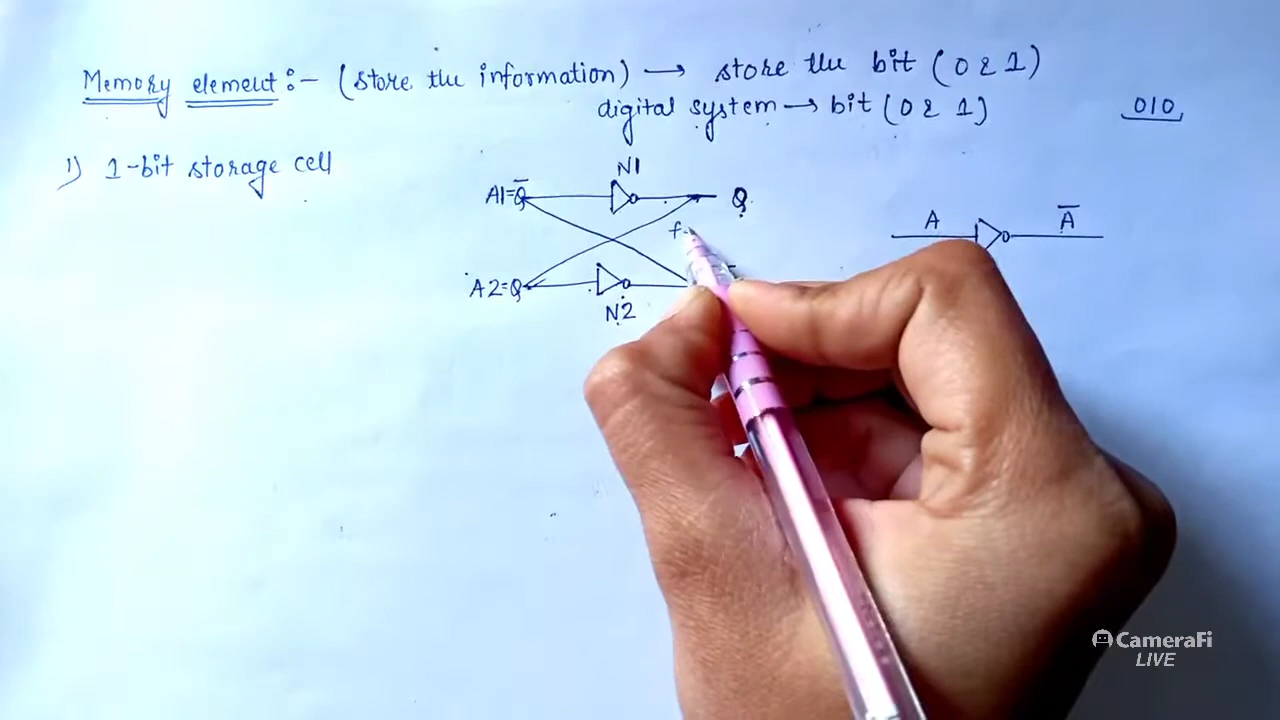 Memory element :- (store the information) → store the bit (0 & 1)
digital system → bit (0 & 1)
010
1) 1-bit storage cell
N1
A1=Q̅
Q
A
A̅
A2=Q
N2
CameraFi
LIVE